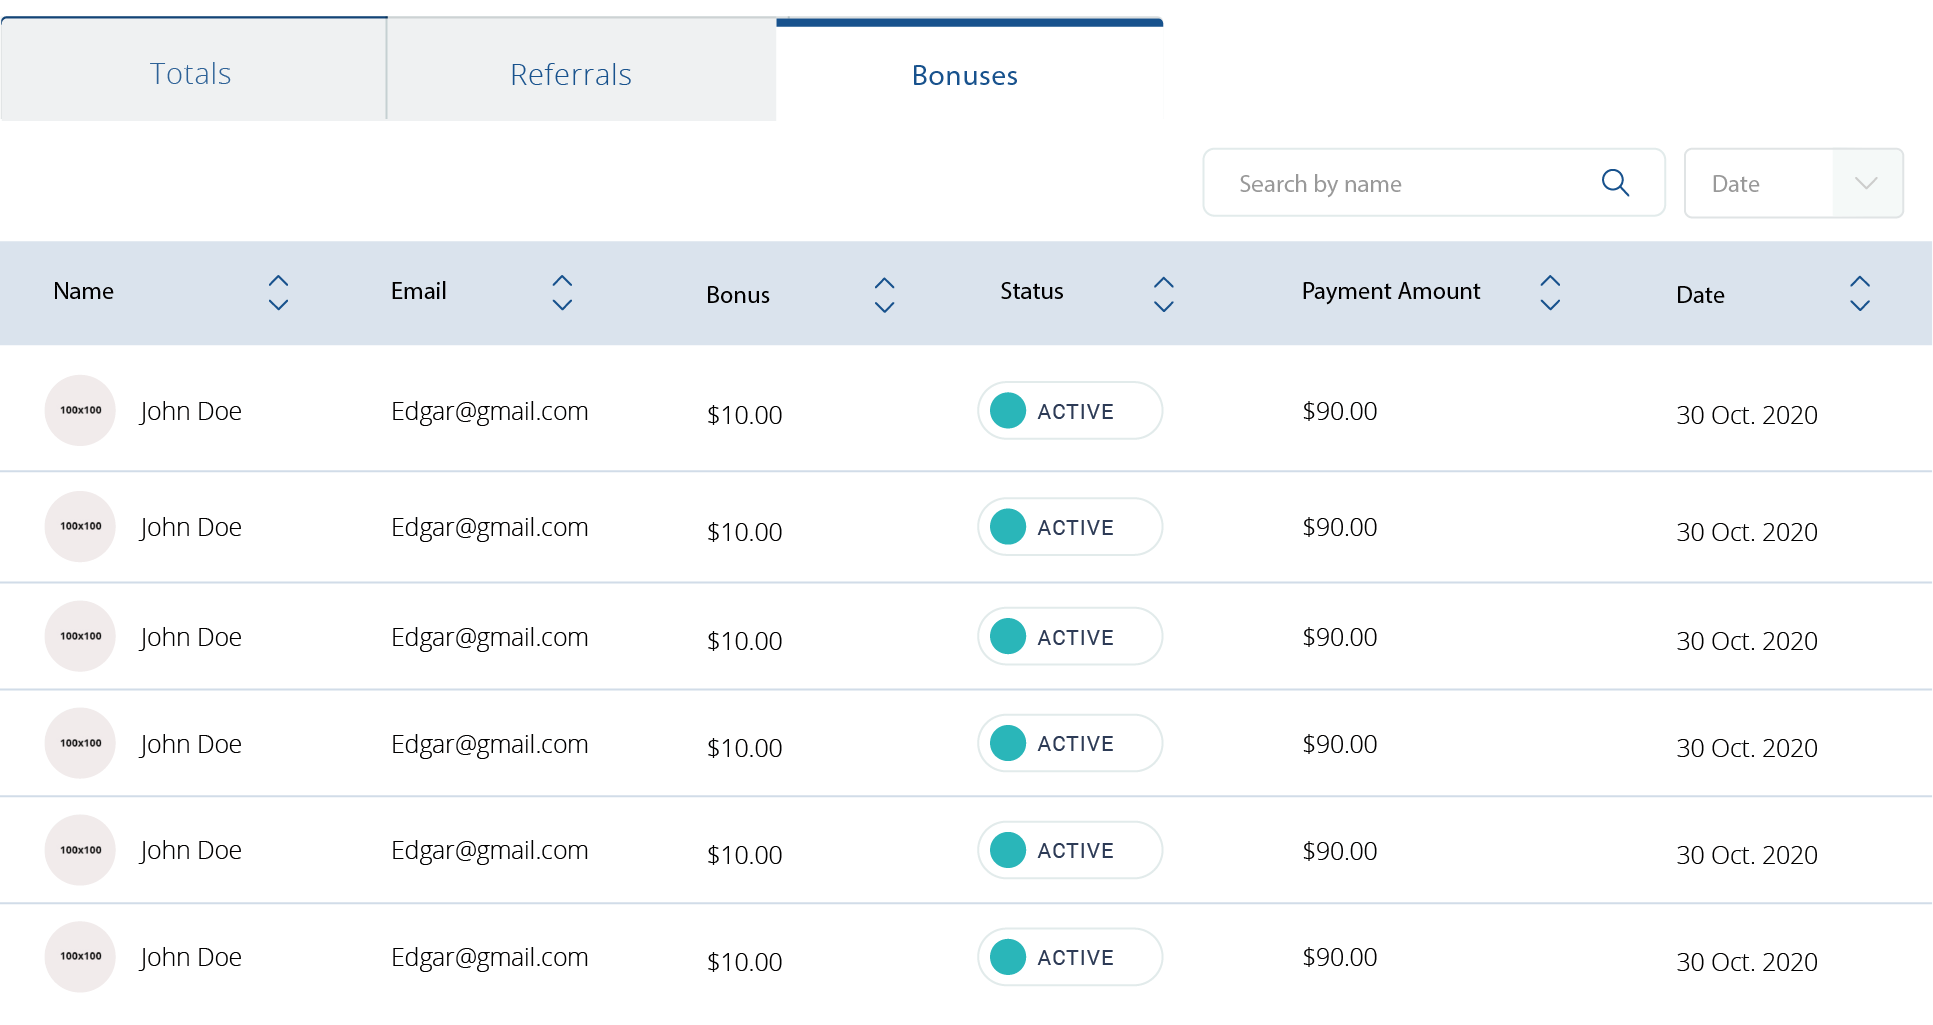 Totals Referrals Bonuses
Search by name Date
Name Email Bonus Status Payment Amount Date
100x100 John Doe Edgar@gmail.com $10.00 ACTIVE $90.00 30 Oct. 2020
100x100 John Doe Edgar@gmail.com $10.00 ACTIVE $90.00 30 Oct. 2020
100x100 John Doe Edgar@gmail.com $10.00 ACTIVE $90.00 30 Oct. 2020
100x100 John Doe Edgar@gmail.com $10.00 ACTIVE $90.00 30 Oct. 2020
100x100 John Doe Edgar@gmail.com $10.00 ACTIVE $90.00 30 Oct. 2020
100x100 John Doe Edgar@gmail.com $10.00 ACTIVE $90.00 30 Oct. 2020